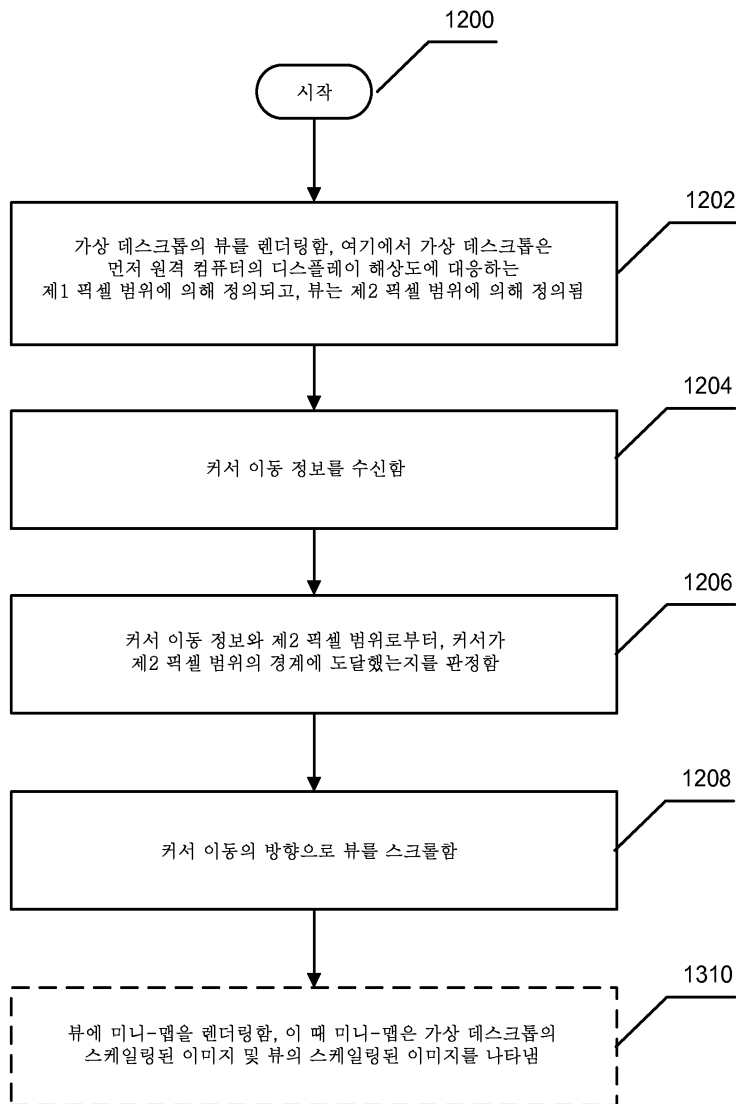 1200
시작
1202
가상 데스크톱의 뷰를 렌더링함, 여기에서 가상 데스크톱은
먼저 원격 컴퓨터의 디스플레이 해상도에 대응하는
제1 픽셀 범위에 의해 정의되고, 뷰는 제2 픽셀 범위에 의해 정의됨
1204
커서 이동 정보를 수신함
1206
커서 이동 정보와 제2 픽셀 범위로부터, 커서가
제2 픽셀 범위의 경계에 도달했는지를 판정함
1208
커서 이동의 방향으로 뷰를 스크롤함
1310
뷰에 미니-맵을 렌더링함, 이 때 미니-맵은 가상 데스크톱의
스케일링된 이미지 및 뷰의 스케일링된 이미지를 나타냄